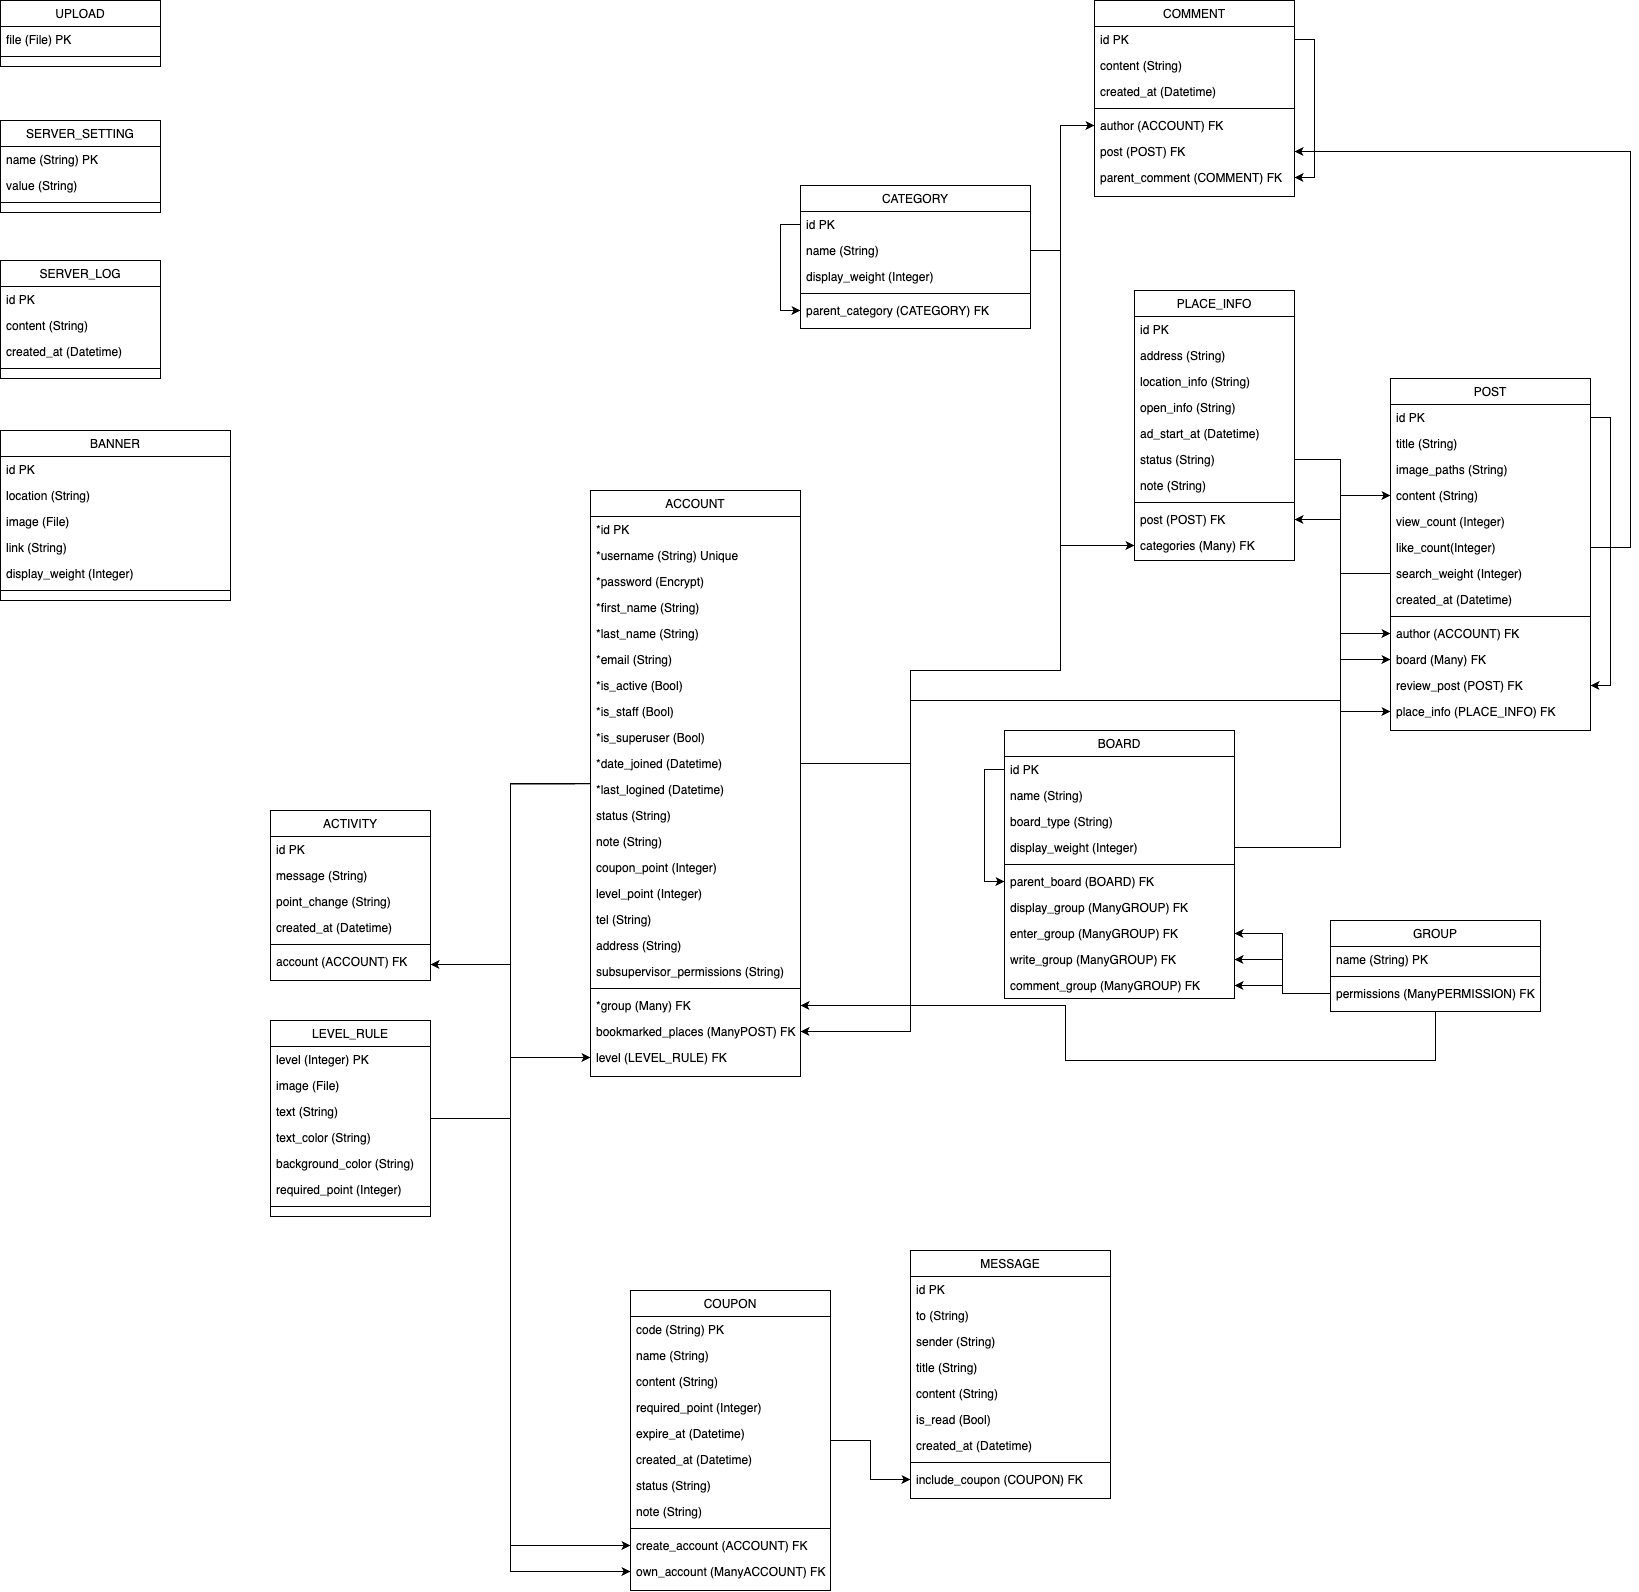 UPLOAD
file (File) PK
SERVER_SETTING
name (String) PK
value (String)
SERVER_LOG
id PK
content (String)
created_at (Datetime)
BANNER
id PK
location (String)
image (File)
link (String)
display_weight (Integer)
COMMENT
id PK
content (String)
created_at (Datetime)
author (ACCOUNT) FK
post (POST) FK
parent_comment (COMMENT) FK
CATEGORY
id PK
name (String)
display_weight (Integer)
parent_category (CATEGORY) FK
PLACE_INFO
id PK
address (String)
location_info (String)
open_info (String)
ad_start_at (Datetime)
status (String)
note (String)
post (POST) FK
categories (Many) FK
POST
id PK
title (String)
image_paths (String)
content (String)
view_count (Integer)
like_count(Integer)
search_weight (Integer)
created_at (Datetime)
author (ACCOUNT) FK
board (Many) FK
review_post (POST) FK
place_info (PLACE_INFO) FK
ACCOUNT
*id PK
*username (String) Unique
*password (Encrypt)
*first_name (String)
*last_name (String)
*email (String)
*is_active (Bool)
*is_staff (Bool)
*is_superuser (Bool)
*date_joined (Datetime)
*last_logined (Datetime)
status (String)
note (String)
coupon_point (Integer)
level_point (Integer)
tel (String)
address (String)
subsupervisor_permissions (String)
*group (Many) FK
bookmarked_places (ManyPOST) FK
level (LEVEL_RULE) FK
BOARD
id PK
name (String)
board_type (String)
display_weight (Integer)
parent_board (BOARD) FK
display_group (ManyGROUP) FK
enter_group (ManyGROUP) FK
write_group (ManyGROUP) FK
comment_group (ManyGROUP) FK
GROUP
name (String) PK
permissions (ManyPERMISSION) FK
ACTIVITY
id PK
message (String)
point_change (String)
created_at (Datetime)
account (ACCOUNT) FK
LEVEL_RULE
level (Integer) PK
image (File)
text (String)
text_color (String)
background_color (String)
required_point (Integer)
COUPON
code (String) PK
name (String)
content (String)
required_point (Integer)
expire_at (Datetime)
created_at (Datetime)
status (String)
note (String)
create_account (ACCOUNT) FK
own_account (ManyACCOUNT) FK
MESSAGE
id PK
to (String)
sender (String)
title (String)
content (String)
is_read (Bool)
created_at (Datetime)
include_coupon (COUPON) FK